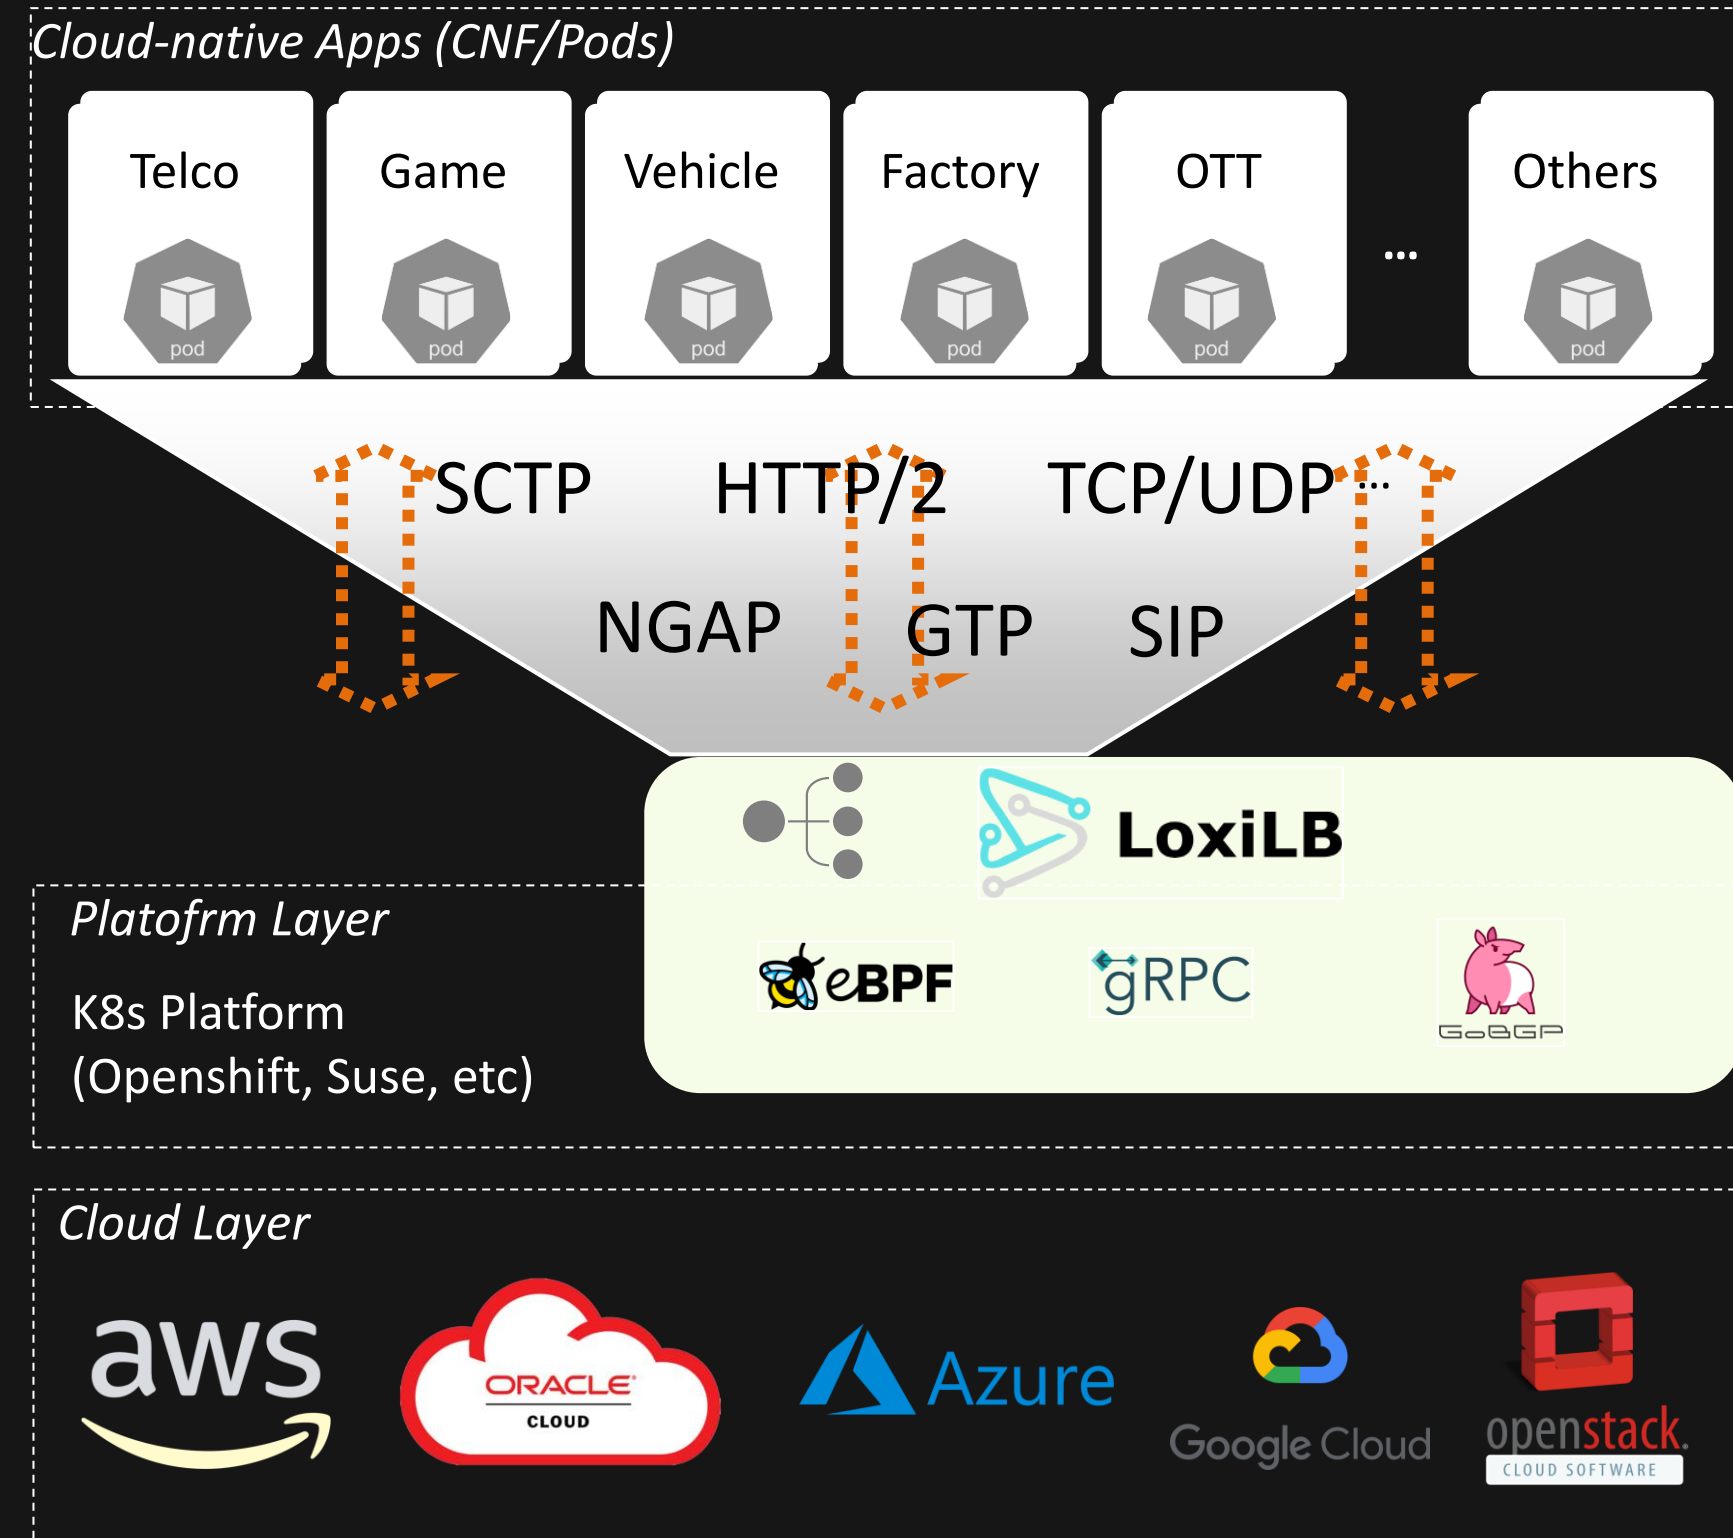 Cloud-native Apps (CNF/Pods)
Telco Game Vehicle Factory OTT ... Others
pod pod pod pod pod pod
SCTP HTTP/2 TCP/UDP ...
NGAP GTP SIP
LoxiLB
Platofrm Layer
eBPF gRPC GoBGP
K8s Platform
(Openshift, Suse, etc)
Cloud Layer
aws
ORACLE
CLOUD
Azure
Google Cloud
openstack.
CLOUD SOFTWARE